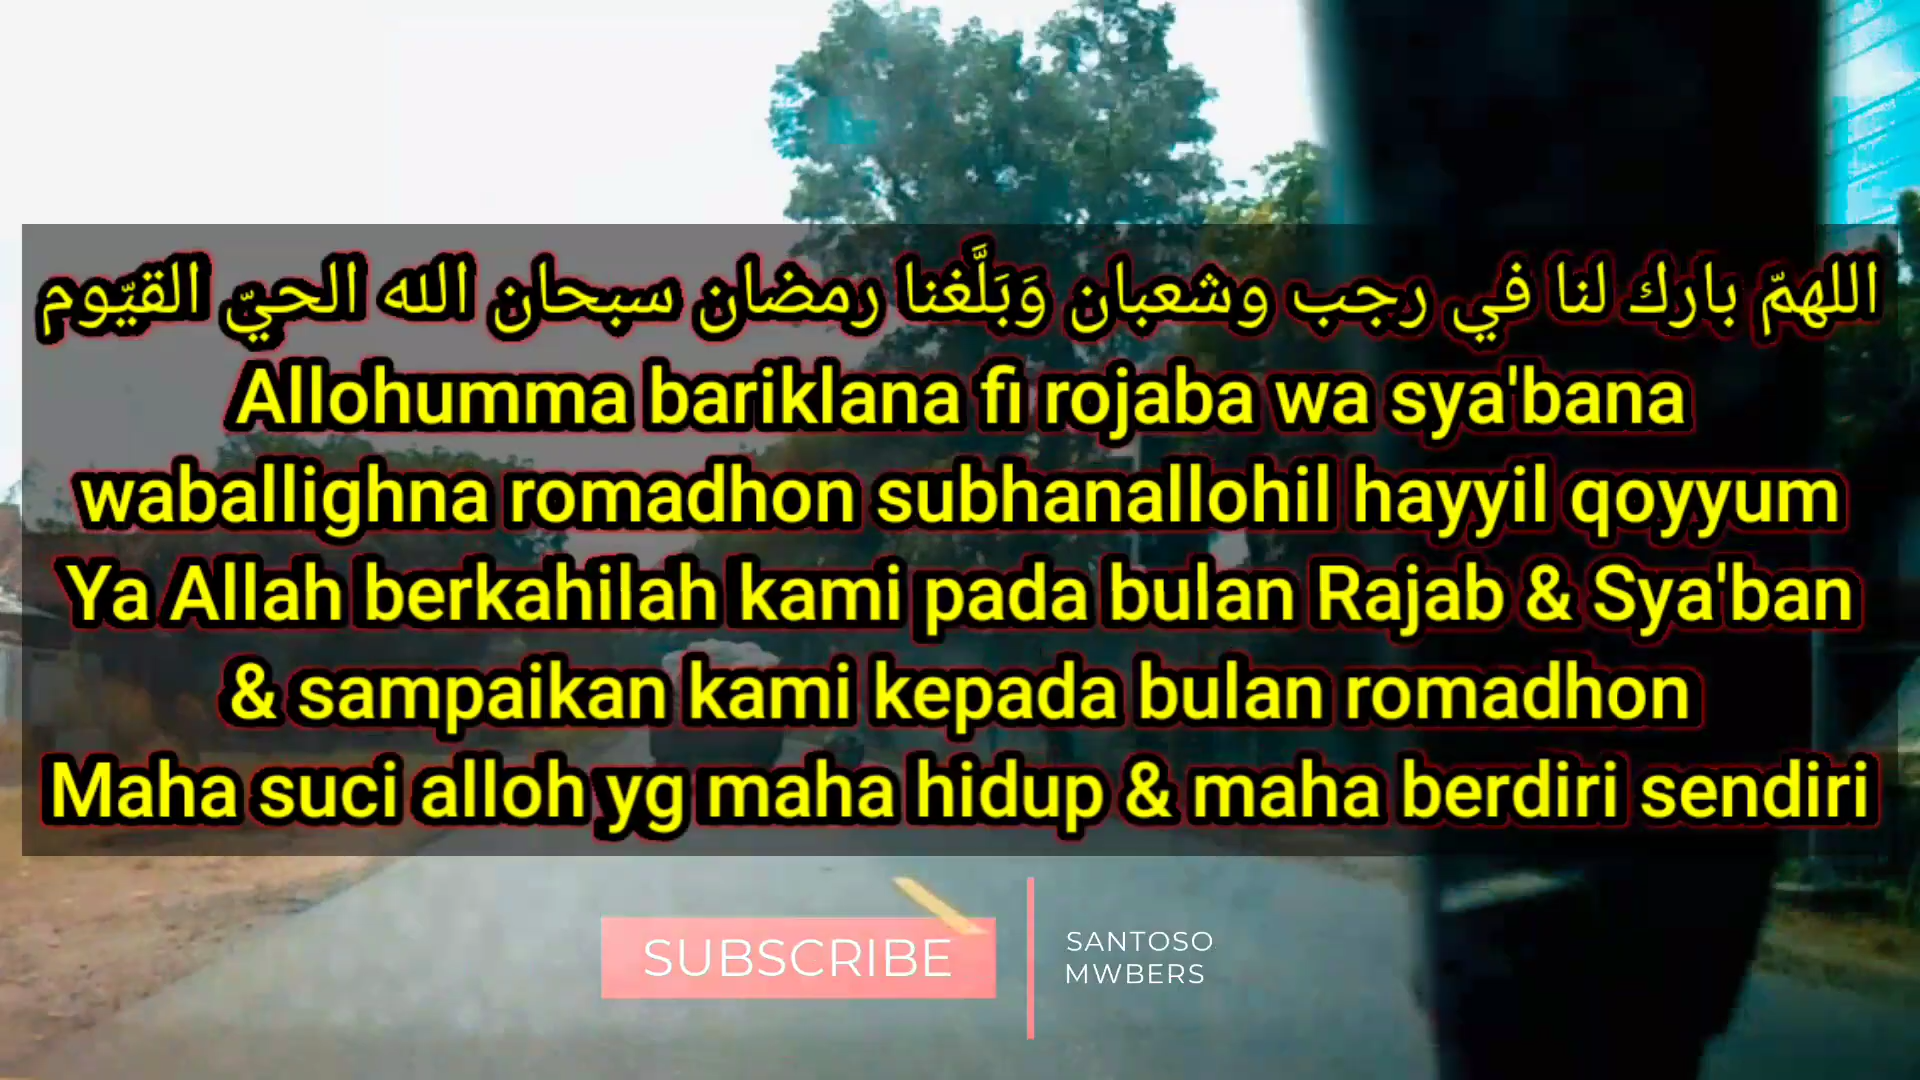 اللهمّ بارك لنا في رجب وشعبان وَبَلَّغنا رمضان سبحان الله الحيّ القيّوم
Allohumma bariklana fi rojaba wa sya'bana
waballighna romadhon subhanallohil hayyil qoyyum
Ya Allah berkahilah kami pada bulan Rajab & Sya'ban
& sampaikan kami kepada bulan romadhon
Maha suci alloh yg maha hidup & maha berdiri sendiri
SUBSCRIBE
SANTOSO
MWBERS